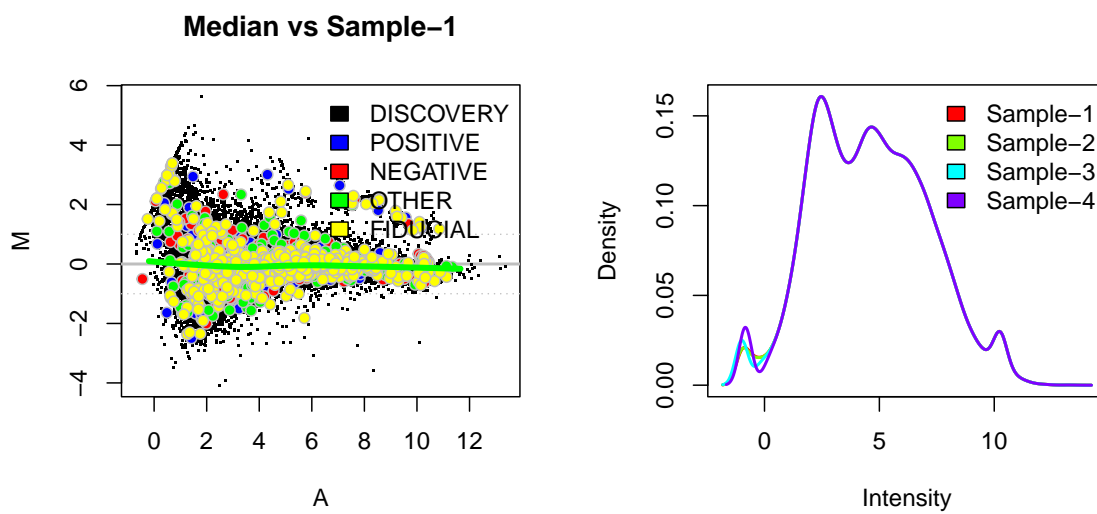 Median vs Sample−1
M
6
4
2
0
−2
−4
DISCOVERY
POSITIVE
NEGATIVE
OTHER
FIDUCIAL
0 2 4 6 8 10 12
A
Density
0.15
0.10
0.05
0.00
Sample−1
Sample−2
Sample−3
Sample−4
0 5 10
Intensity